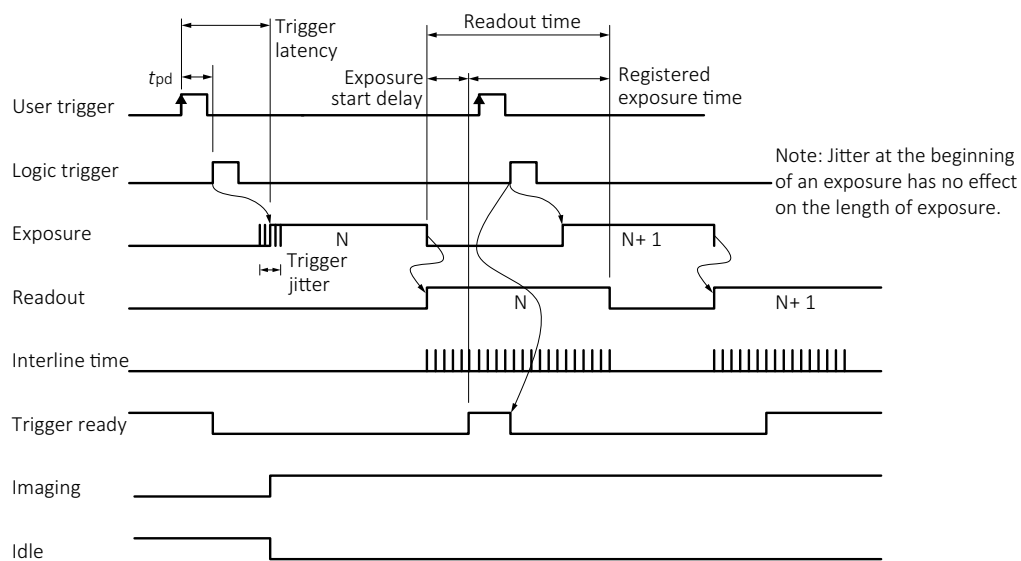 Readout time
Trigger
latency
tpd
Exposure
start delay
Registered
exposure time
User trigger
Logic trigger
Note: Jitter at the beginning
of an exposure has no effect
on the length of exposure.
Exposure
N
N+ 1
Trigger
jitter
Readout
N
N+ 1
Interline time
Trigger ready
Imaging
Idle